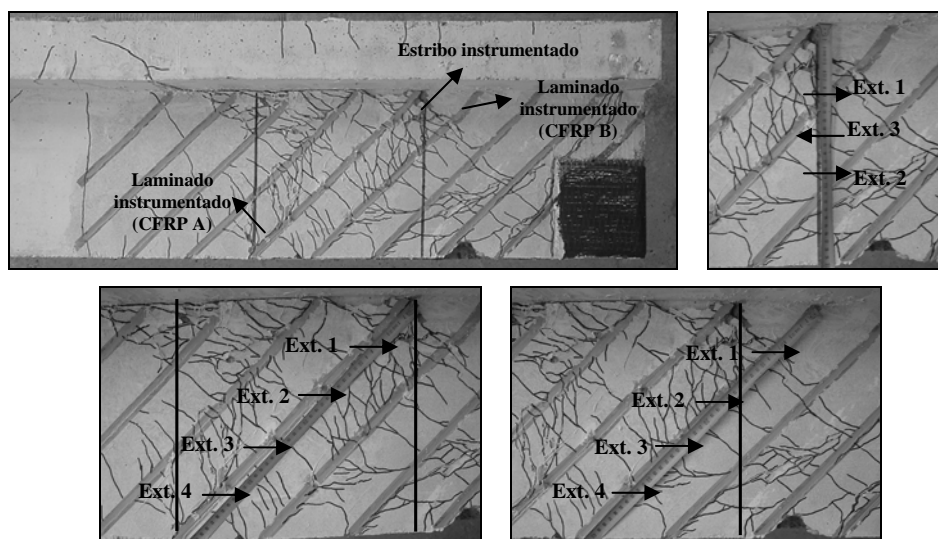 Estribo instrumentado
Laminado
instrumentado
(CFRP B)
Laminado
instrumentado
(CFRP A)
Ext. 1
Ext. 3
Ext. 2
Ext. 1
Ext. 2
Ext. 3
Ext. 4
Ext. 1
Ext. 2
Ext. 3
Ext. 4